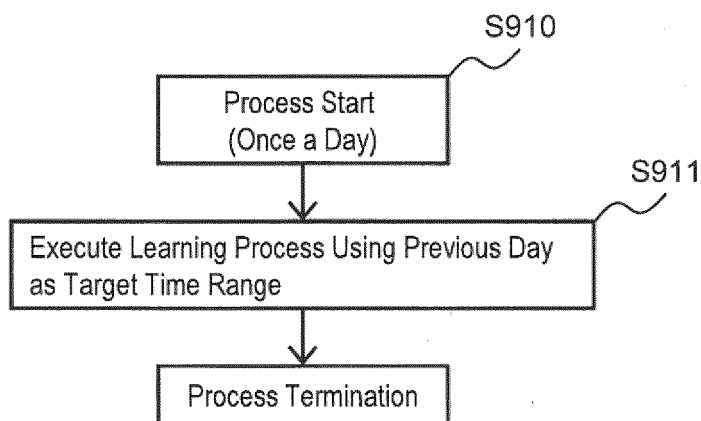 S910
Process Start
(Once a Day)
S911
Execute Learning Process Using Previous Day
as Target Time Range
Process Termination